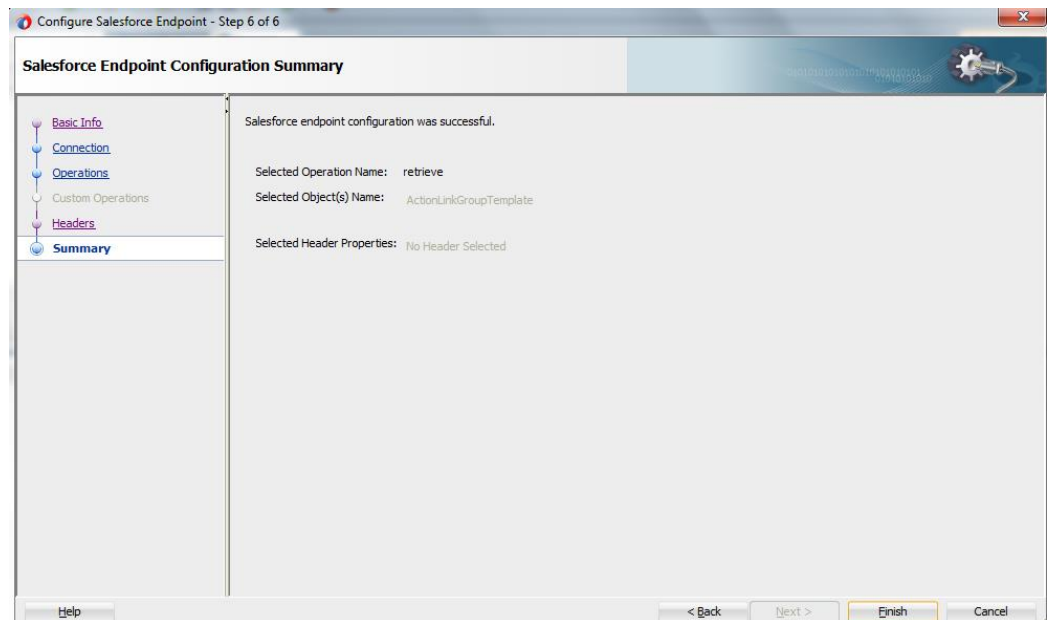 Configure Salesforce Endpoint - Step 6 of 6
x
Salesforce Endpoint Configuration Summary
Basic Info
Connection
Operations
Custom Operations
Headers
Summary
Salesforce endpoint configuration was successful.
Selected Operation Name: retrieve
Selected Object(s) Name: ActionLinkGroupTemplate
Selected Header Properties: No Header Selected
Help
< Back
Next >
Finish
Cancel